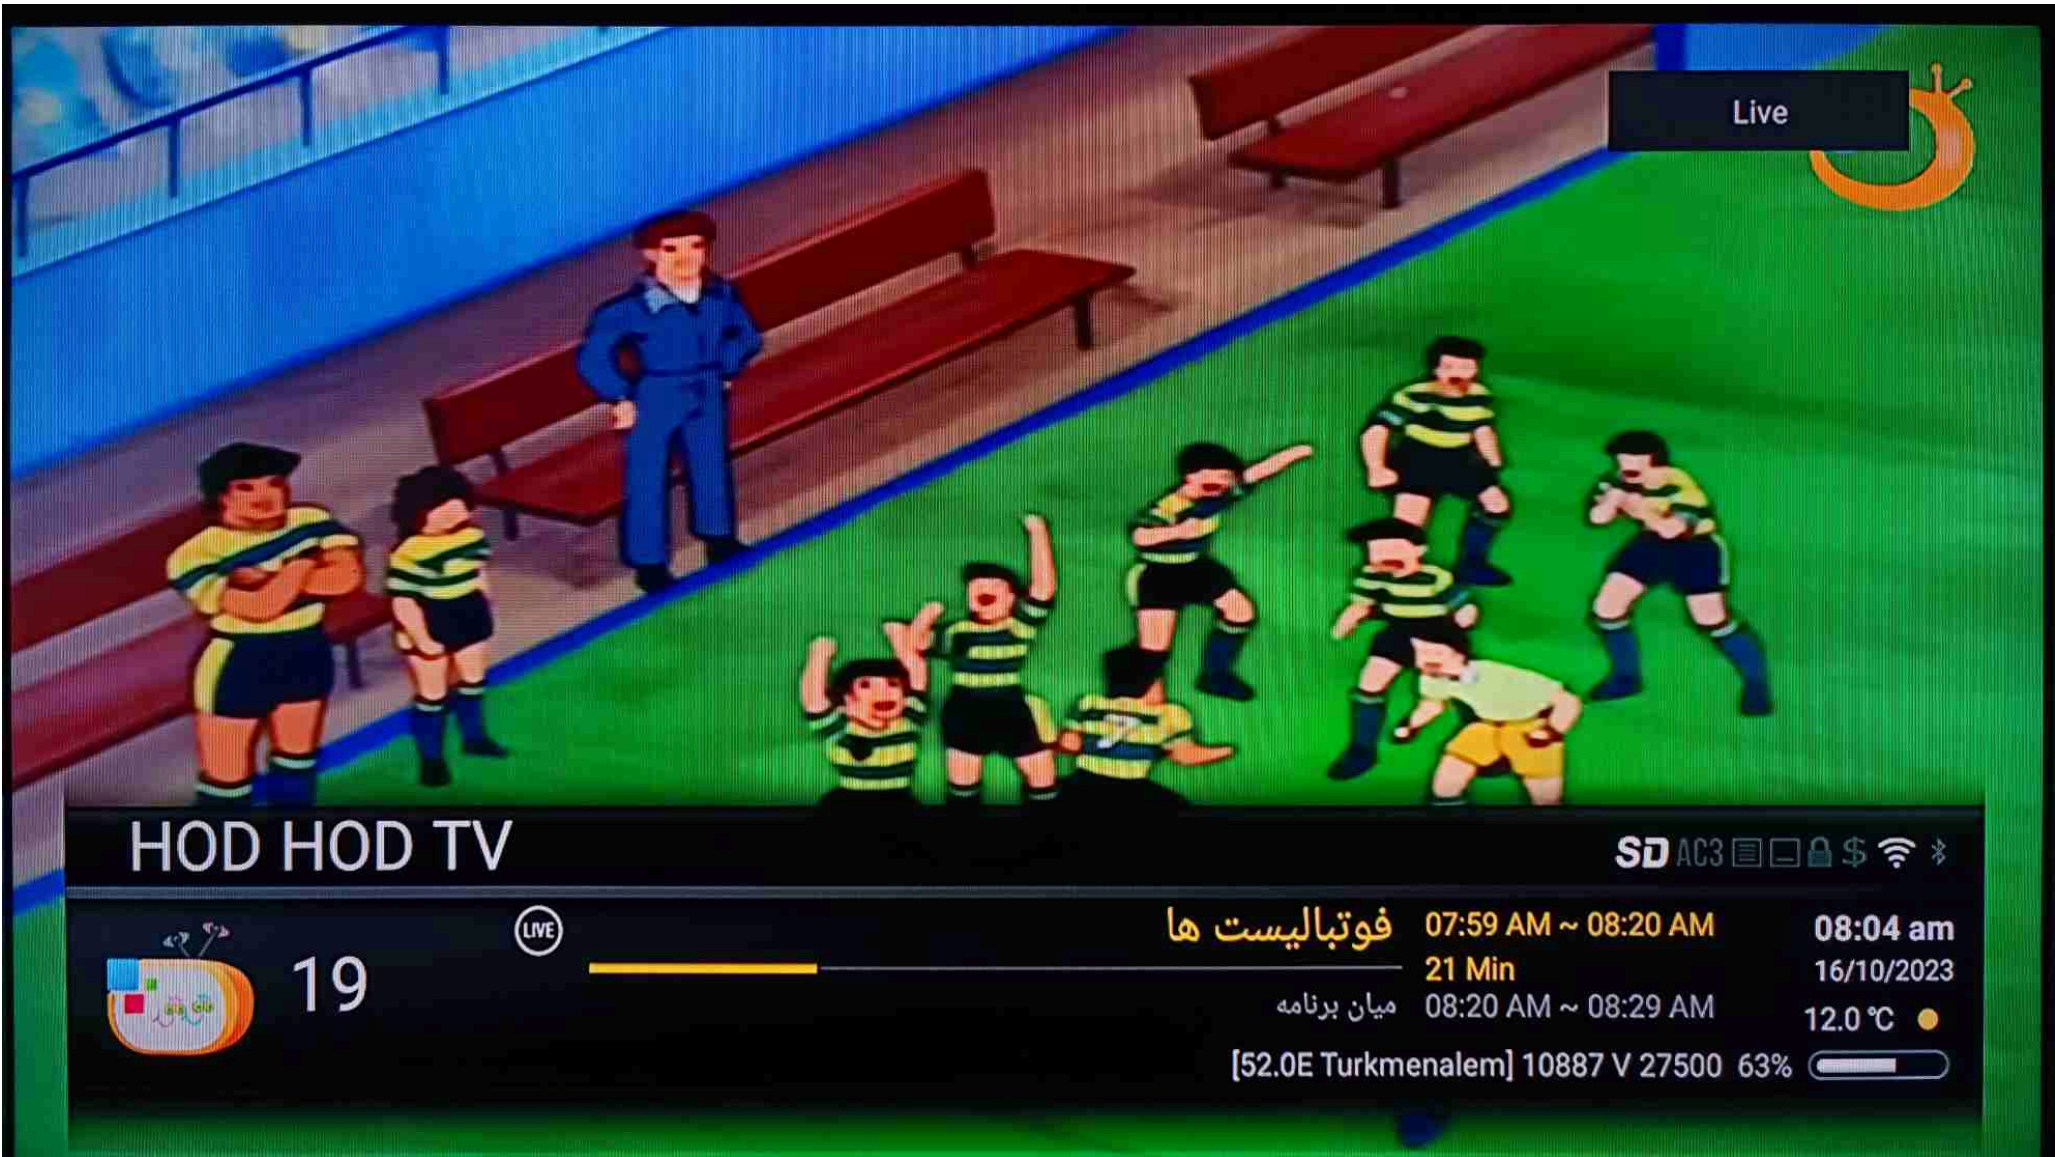 Live
HOD HOD TV
SD AC3 $
19
LIVE
فوتبالیست ها 07:59 AM ~ 08:20 AM
21 Min
میان برنامه 08:20 AM ~ 08:29 AM
08:04 am
16/10/2023
12.0 °C
[52.0E Turkmenalem] 10887 V 27500 63%
7